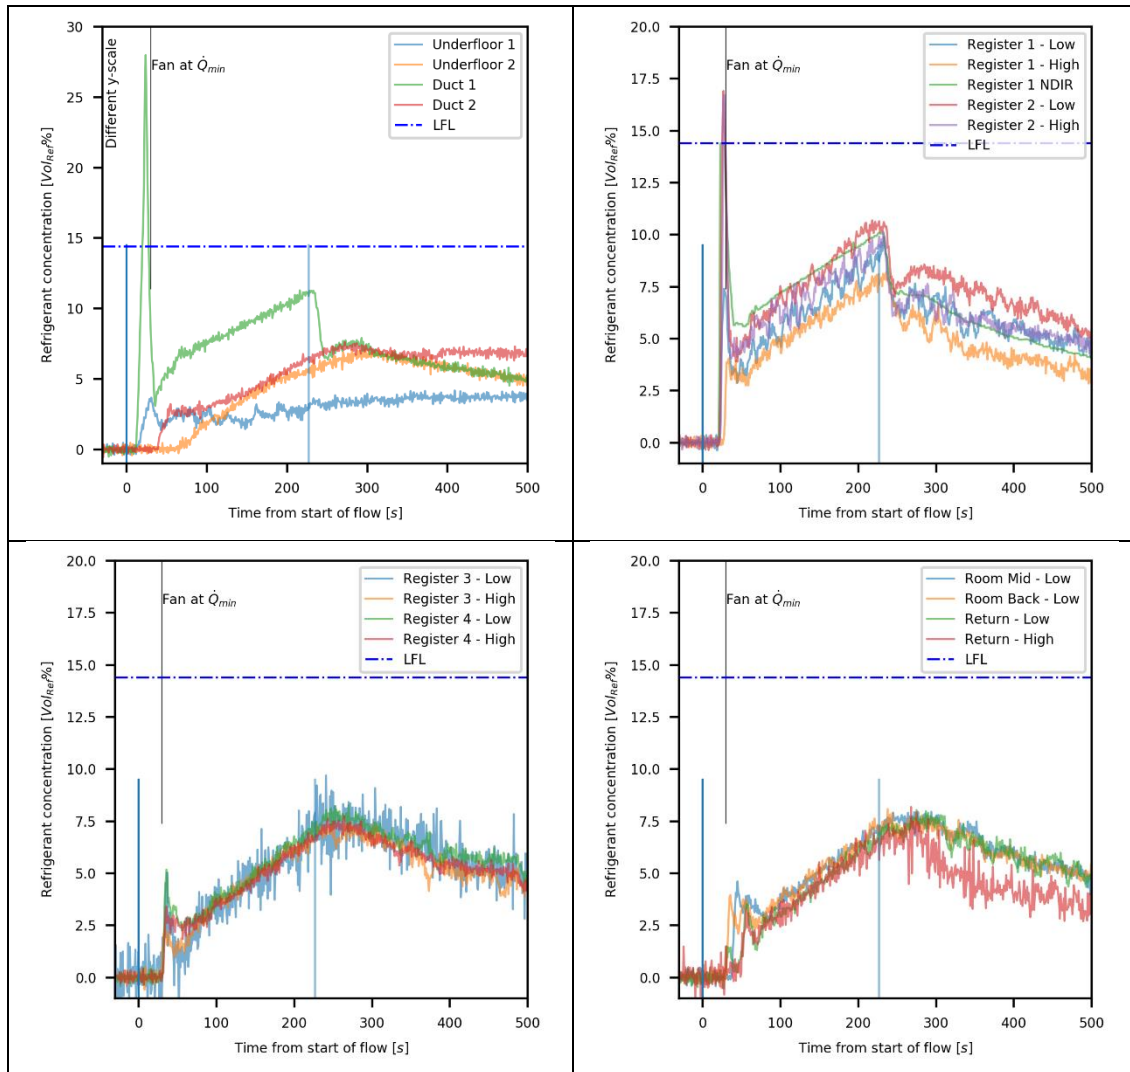 30
25
20
15
10
5
0
Refrigerant concentration [Vol_Ref%]
Different y-scale
Fan at Q̇_min
Underfloor 1
Underfloor 2
Duct 1
Duct 2
LFL
0 100 200 300 400 500
Time from start of flow [s]
20.0
17.5
15.0
12.5
10.0
7.5
5.0
2.5
0.0
Refrigerant concentration [Vol_Ref%]
Fan at Q̇_min
Register 1 - Low
Register 1 - High
Register 1 NDIR
Register 2 - Low
Register 2 - High
LFL
0 100 200 300 400 500
Time from start of flow [s]
20.0
17.5
15.0
12.5
10.0
7.5
5.0
2.5
0.0
Refrigerant concentration [Vol_Ref%]
Fan at Q̇_min
Register 3 - Low
Register 3 - High
Register 4 - Low
Register 4 - High
LFL
0 100 200 300 400 500
Time from start of flow [s]
20.0
17.5
15.0
12.5
10.0
7.5
5.0
2.5
0.0
Refrigerant concentration [Vol_Ref%]
Fan at Q̇_min
Room Mid - Low
Room Back - Low
Return - Low
Return - High
LFL
0 100 200 300 400 500
Time from start of flow [s]